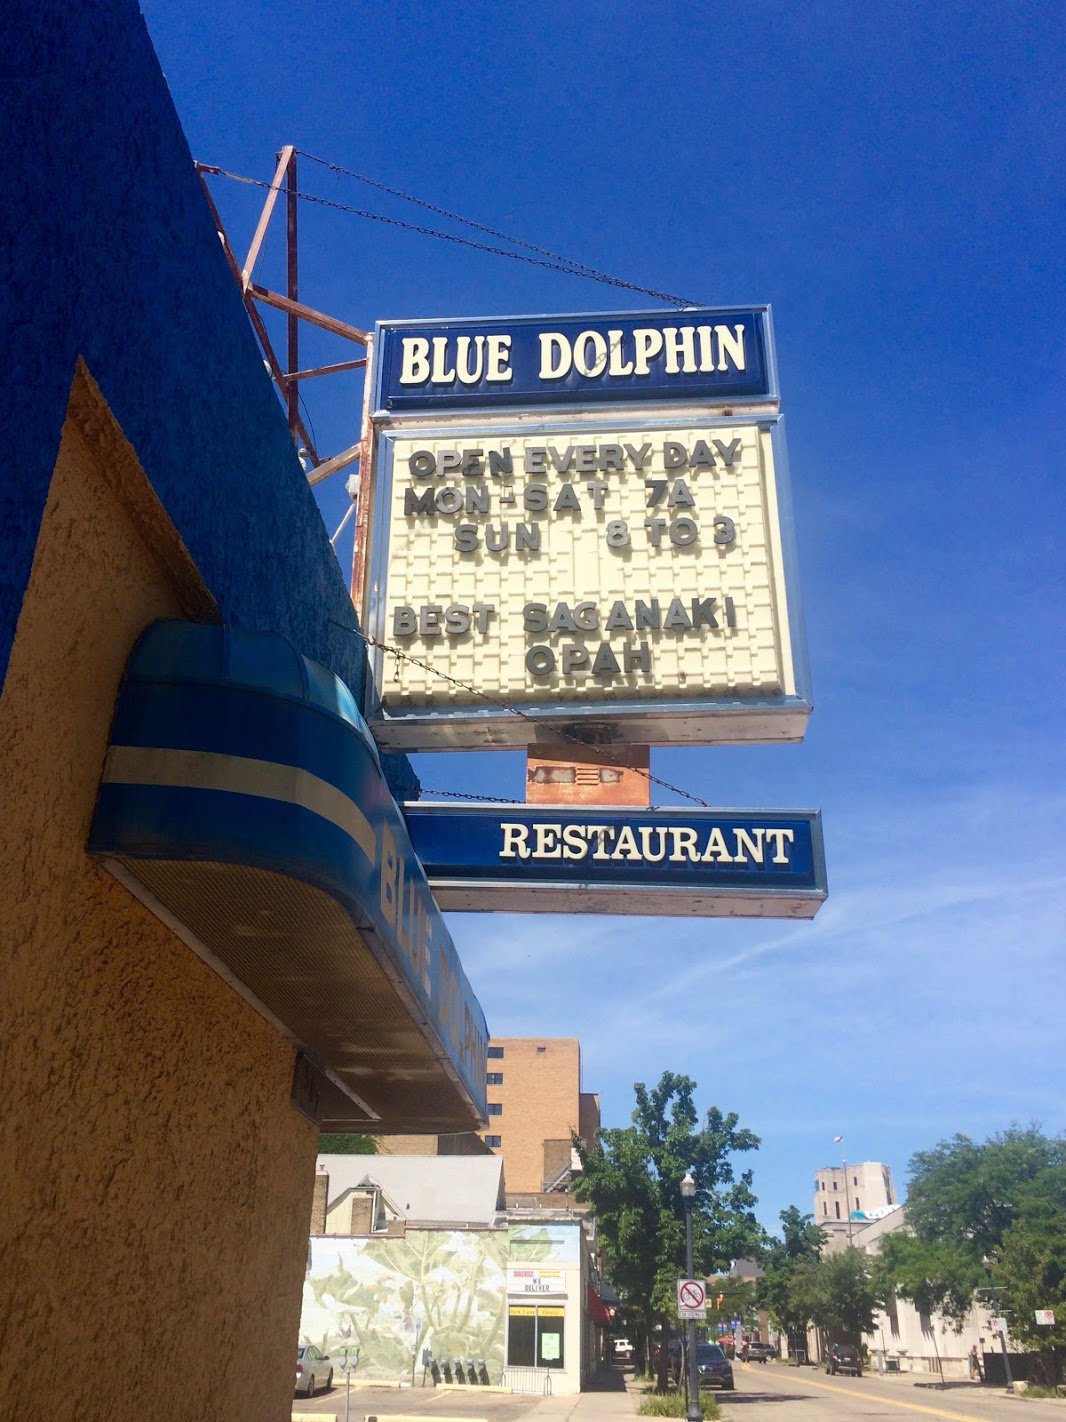 BLUE DOLPHIN
OPEN EVERY DAY
MON-SAT 7A
SUN 8 TO 3
BEST SAGANAKI
OPAH
RESTAURANT
BLUE DOLPHIN
WE
DELIVER